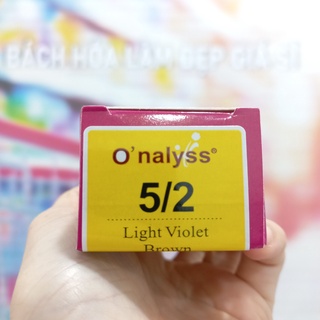 BÁCH HÓA LÀM ĐẸP GIÁ SỈ
O'nalyss®
5/2
Light Violet
Brown